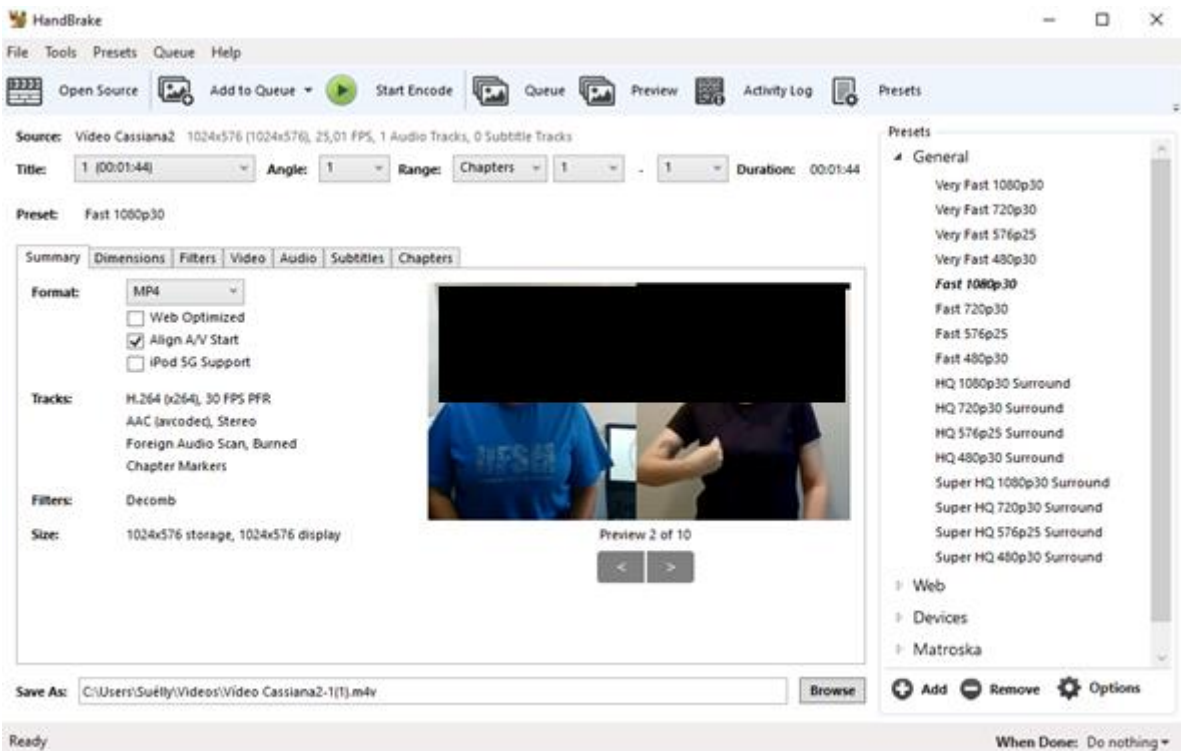 HandBrake
File Tools Presets Queue Help
Open Source Add to Queue Start Encode Queue Preview Activity Log Presets
Source: Vídeo Cassiana2 1024x576 (1024x576), 25,01 FPS, 1 Audio Tracks, 0 Subtitle Tracks
Title: 1 (00:01:44) Angle: 1 Range: Chapters 1 - 1 Duration: 00:01:44
Preset: Fast 1080p30
Summary Dimensions Filters Video Audio Subtitles Chapters
Format: MP4
Web Optimized
Align A/V Start
iPod 5G Support
Tracks: H.264 (x264), 30 FPS PFR
AAC (avcodec), Stereo
Foreign Audio Scan, Burned
Chapter Markers
Filters: Decomb
Size: 1024x576 storage, 1024x576 display
Preview 2 of 10
< >
Save As: C:\Users\Suélly\Videos\Vídeo Cassiana2-1(1).m4v Browse
Presets
General
Very Fast 1080p30
Very Fast 720p30
Very Fast 576p25
Very Fast 480p30
Fast 1080p30
Fast 720p30
Fast 576p25
Fast 480p30
HQ 1080p30 Surround
HQ 720p30 Surround
HQ 576p25 Surround
HQ 480p30 Surround
Super HQ 1080p30 Surround
Super HQ 720p30 Surround
Super HQ 576p25 Surround
Super HQ 480p30 Surround
Web
Devices
Matroska
Add Remove Options
Ready When Done: Do nothing